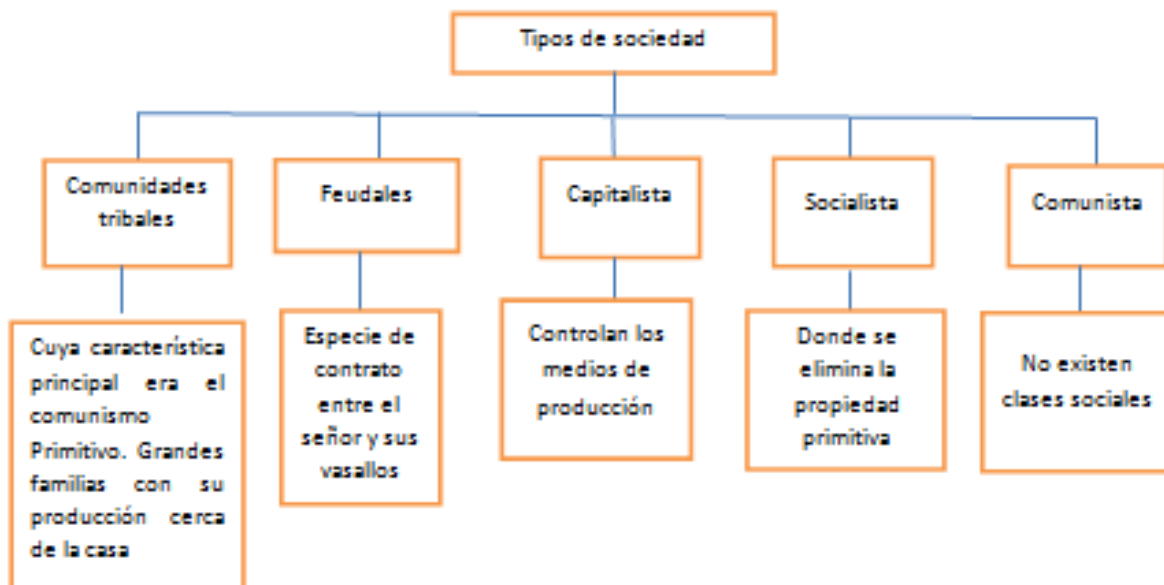 Tipos de sociedad
Comunidades
tribales
Feudales
Capitalista
Socialista
Comunista
Cuya característica
principal era el
comunismo
Primitivo. Grandes
familias con su
producción cerca
de la casa
Especie de
contrato
entre el
señor y sus
vasallos
Controlan los
medios de
producción
Donde se
elimina la
propiedad
primitiva
No existen
clases sociales